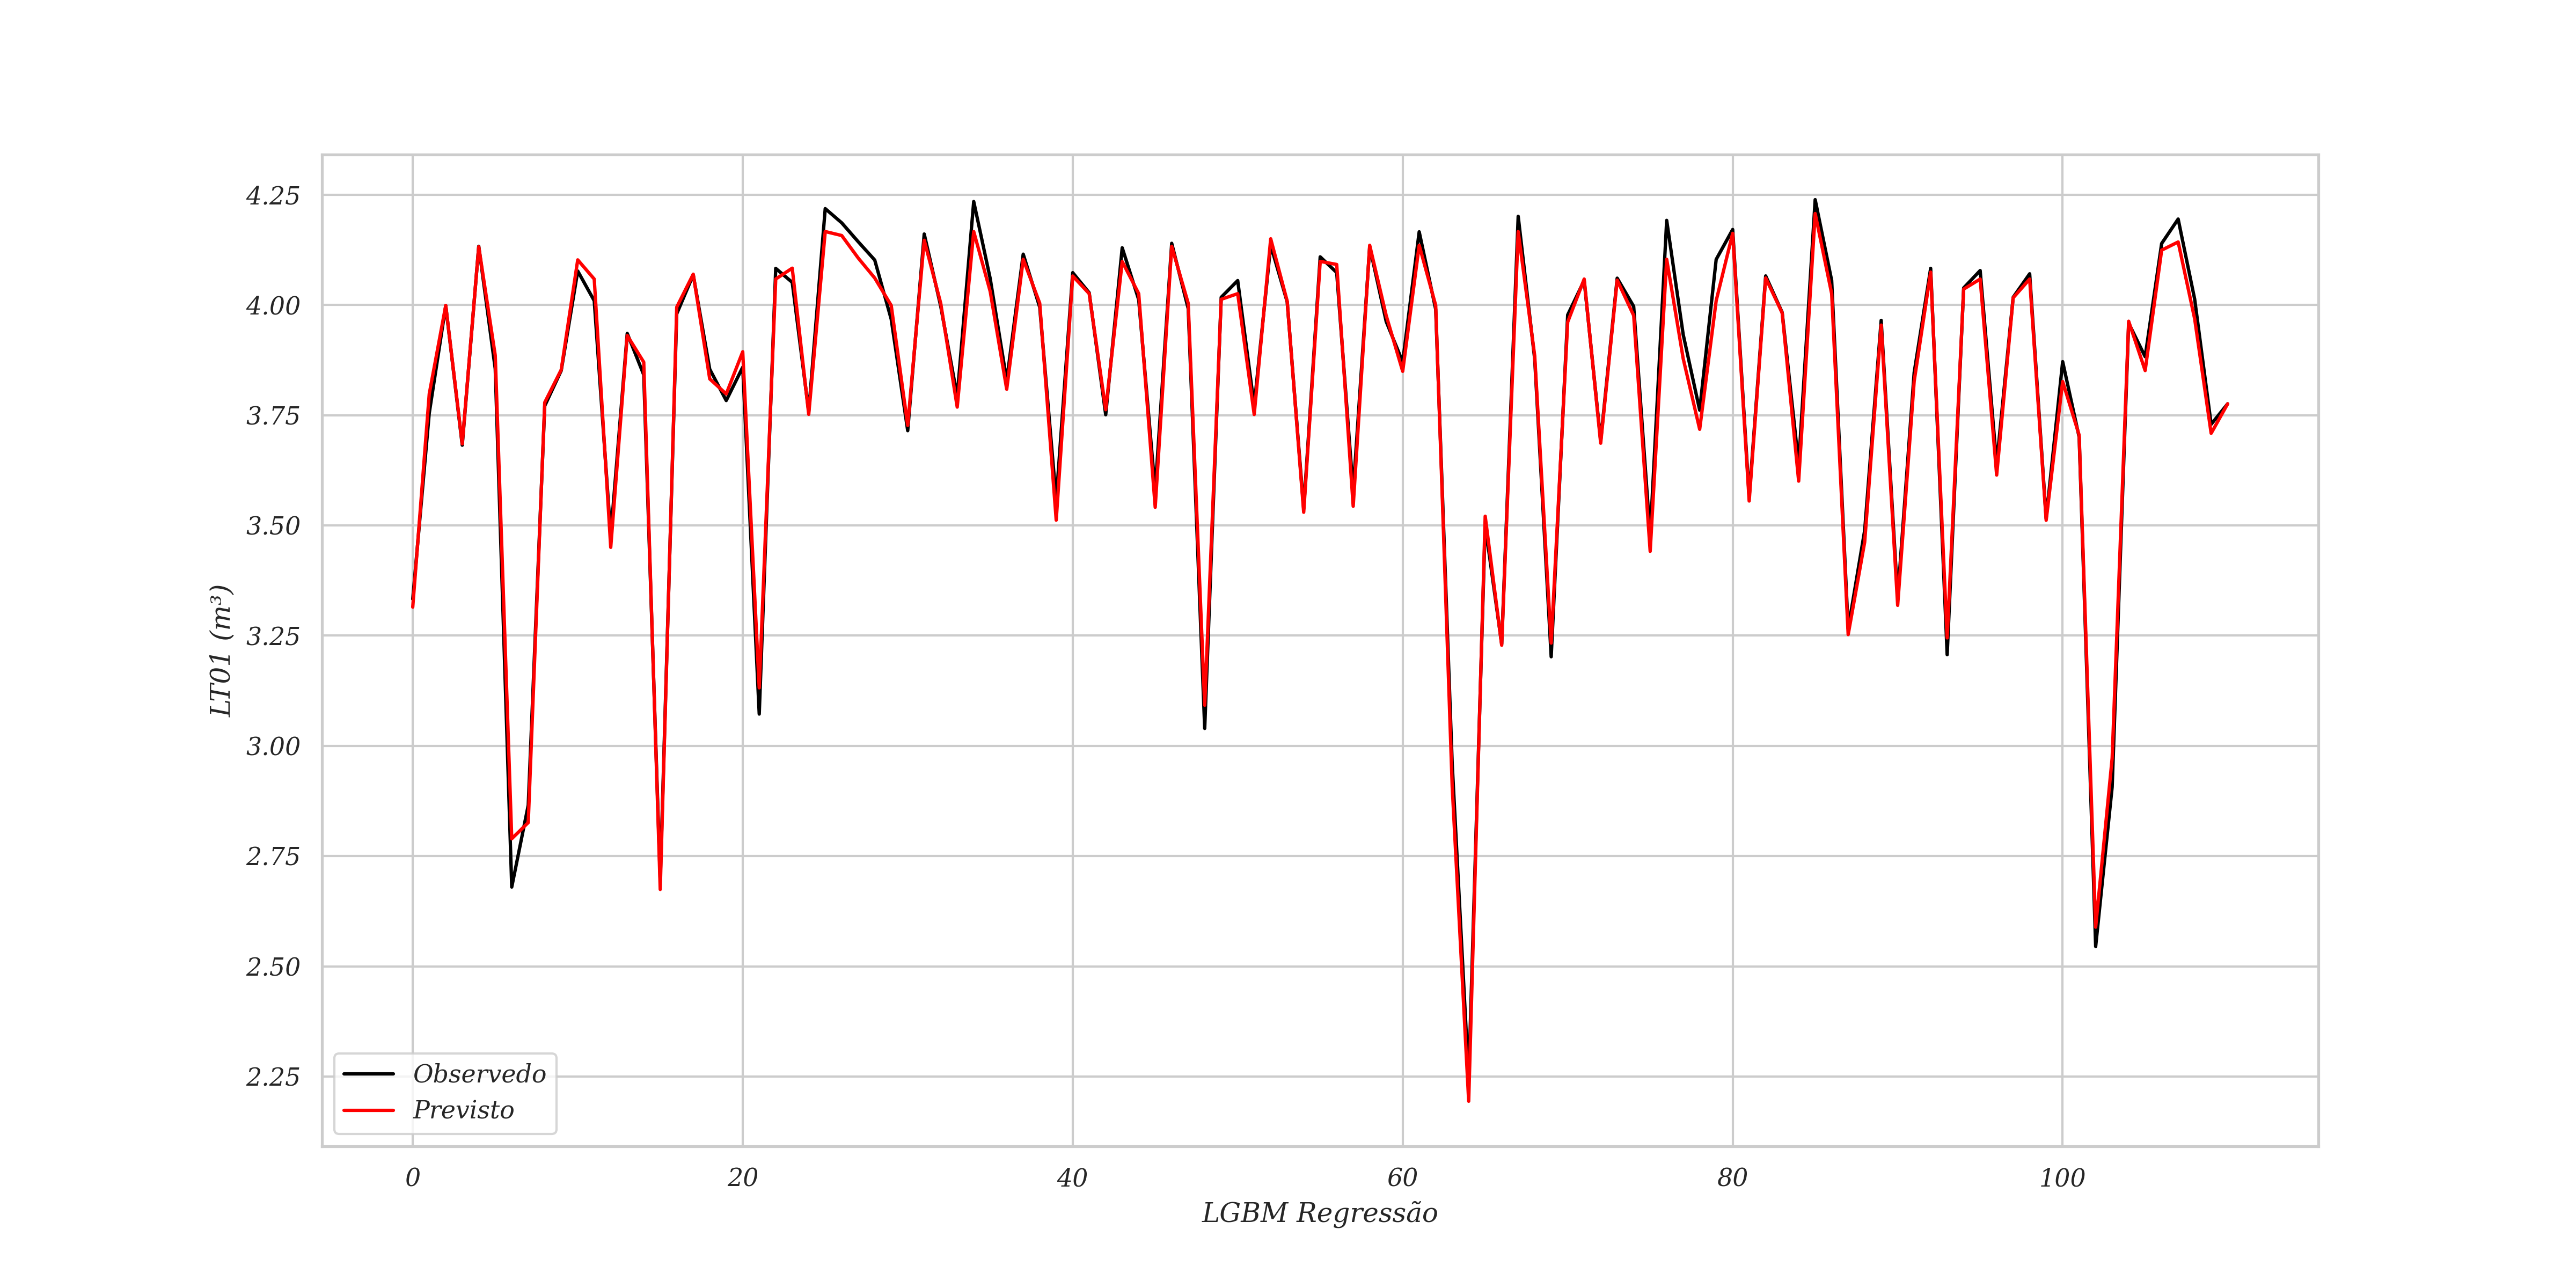 4.25
4.00
3.75
3.50
3.25
3.00
2.75
2.50
2.25
LT01 (m³)
Observedo
Previsto
0 20 40 60 80 100
LGBM Regressão